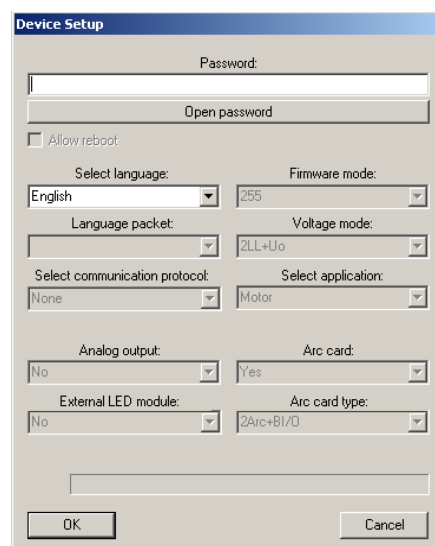 Device Setup
Password:
Open password
Allow reboot
Select language: Firmware mode:
English 255
Language packet: Voltage mode:
2LL+Uo
Select communication protocol: Select application:
None Motor
Analog output: Arc card:
No Yes
External LED module: Arc card type:
No 2Arc+BI/O
OK Cancel